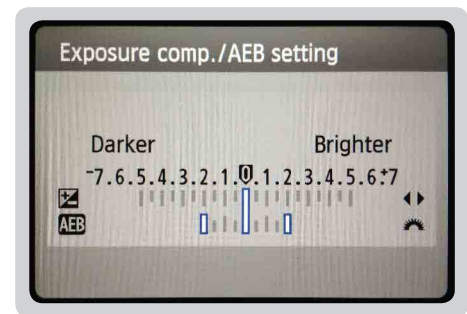 Exposure comp./AEB setting
Darker Brighter
-7.6.5.4.3.2.1.0.1.2.3.4.5.6.+7
AEB